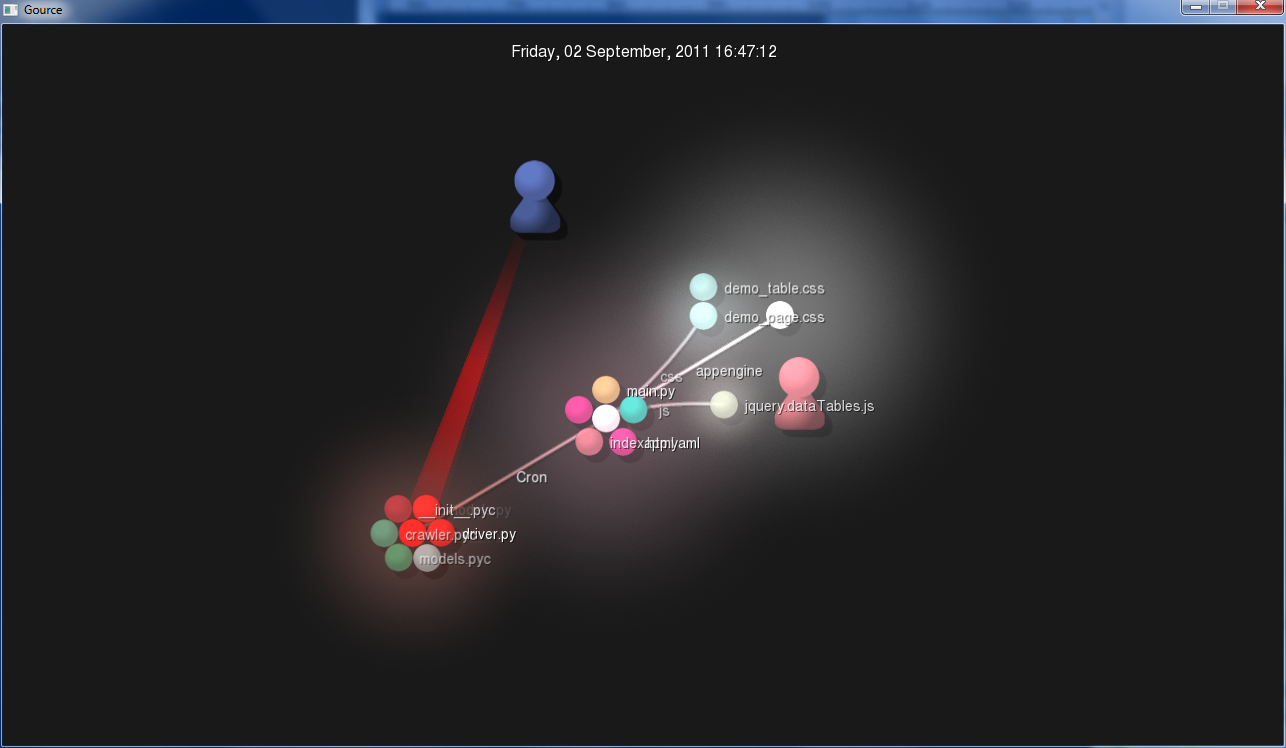 Gource
Friday, 02 September, 2011 16:47:12
demo_table.css
demo_page.css
appengine
css
main.py
jquery.dataTables.js
js
index.html
app.yaml
Cron
__init__.pyc
crawler.pyc
driver.py
models.pyc